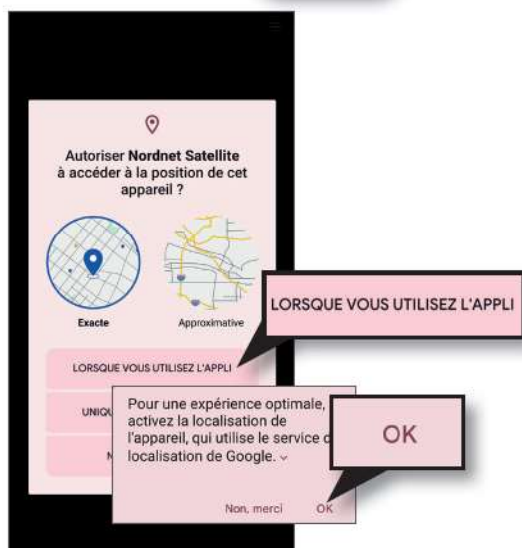 Autoriser Nordnet Satellite
à accéder à la position de cet
appareil ?
Exacte
Approximative
LORSQUE VOUS UTILISEZ L'APPLI
LORSQUE VOUS UTILISEZ L'APPLI
Pour une expérience optimale,
activez la localisation de
l'appareil, qui utilise le service
localisation de Google.
OK
Non, merci
OK